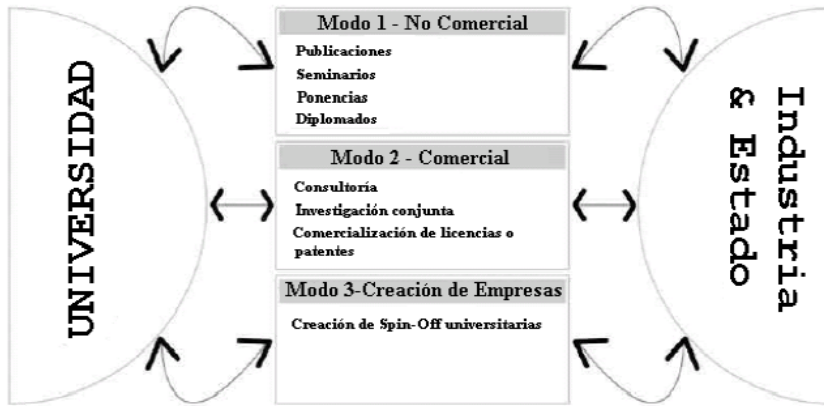 UNIVERSIDAD
Modo 1 - No Comercial
Publicaciones
Seminarios
Ponencias
Diplomados
Modo 2 - Comercial
Consultoría
Investigación conjunta
Comercialización de licencias o
patentes
Modo 3-Creación de Empresas
Creación de Spin-Off universitarias
Industria
& Estado